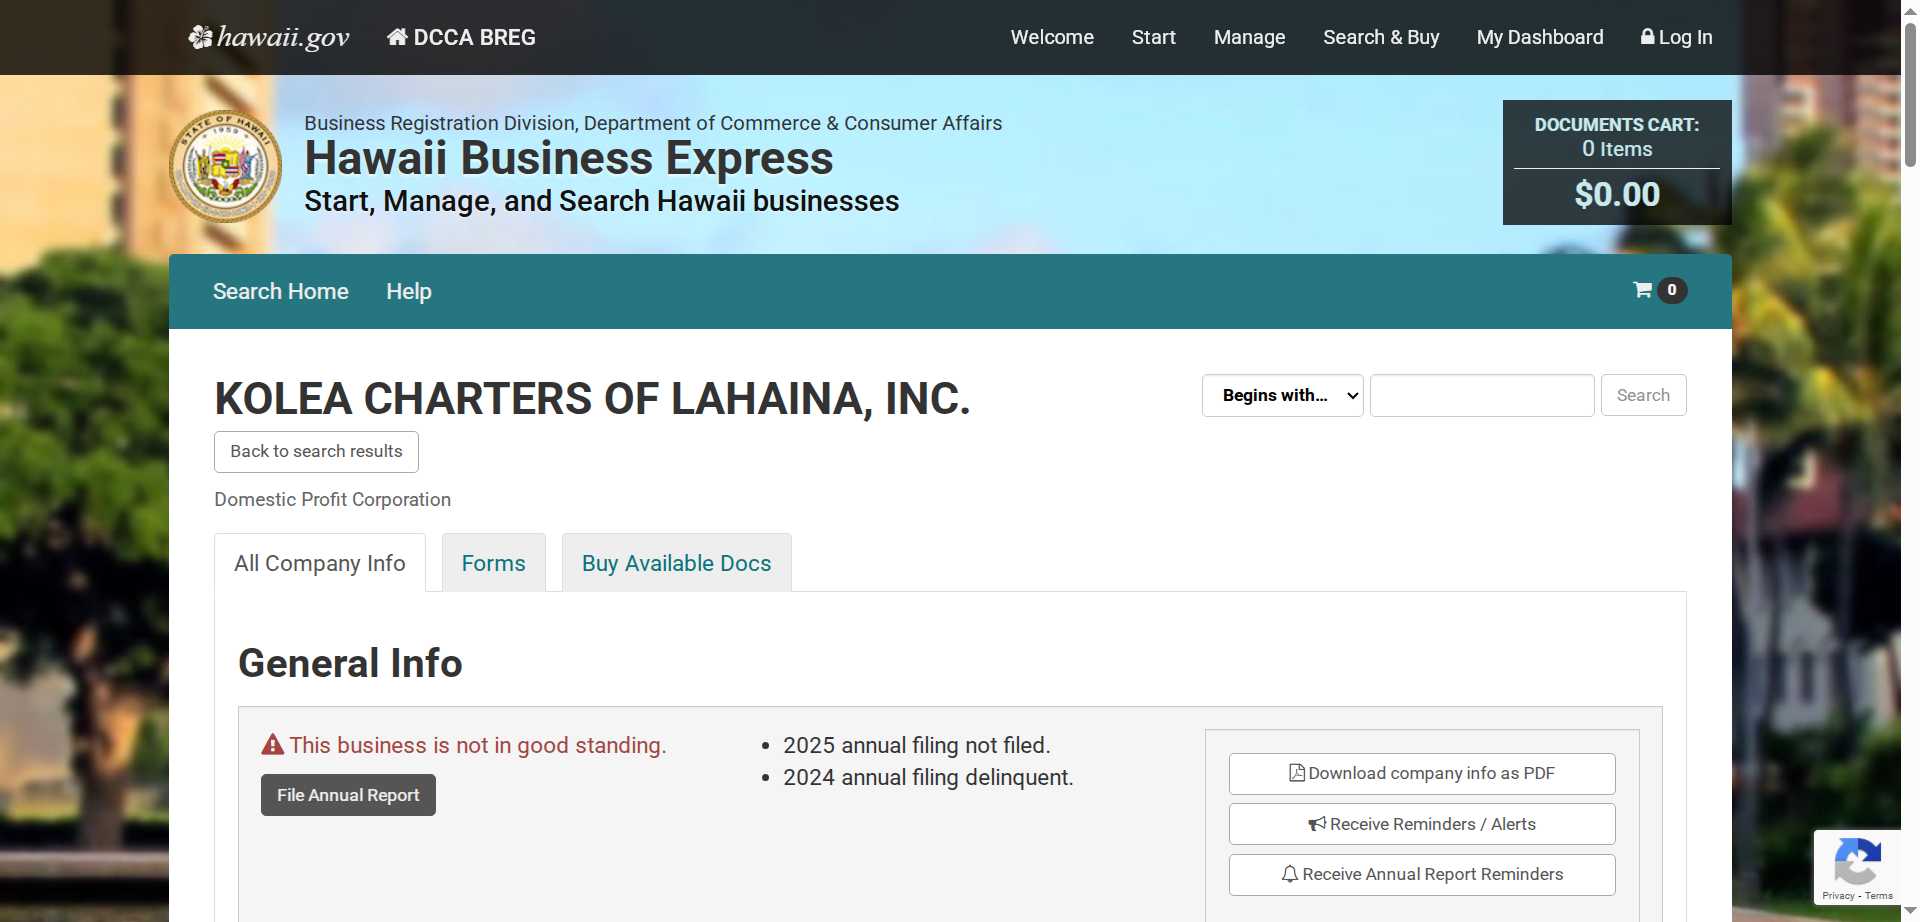 hawaii.gov
DCCA BREG
Welcome
Start
Manage
Search & Buy
My Dashboard
Log In
STATE OF HAWAII
1959
Business Registration Division, Department of Commerce & Consumer Affairs
Hawaii Business Express
Start, Manage, and Search Hawaii businesses
DOCUMENTS CART:
0 Items
$0.00
Search Home
Help
0
KOLEA CHARTERS OF LAHAINA, INC.
Begins with...
Search
Back to search results
Domestic Profit Corporation
All Company Info
Forms
Buy Available Docs
General Info
This business is not in good standing.
File Annual Report
2025 annual filing not filed.
2024 annual filing delinquent.
Download company info as PDF
Receive Reminders / Alerts
Receive Annual Report Reminders
Privacy - Terms